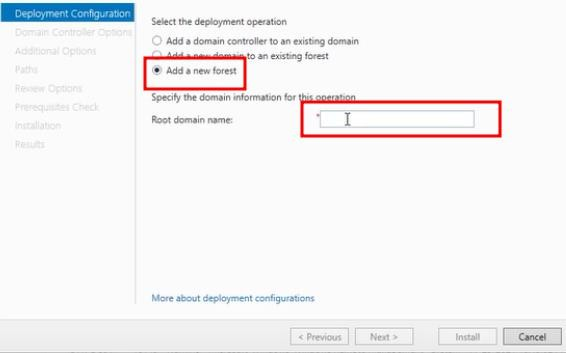 Deployment Configuration
Domain Controller Options
Additional Options
Paths
Review Options
Prerequisites Check
Installation
Results
Select the deployment operation
Add a domain controller to an existing domain
Add a new domain to an existing forest
Add a new forest
Specify the domain information for this operation
Root domain name:
*
More about deployment configurations
< Previous
Next >
Install
Cancel